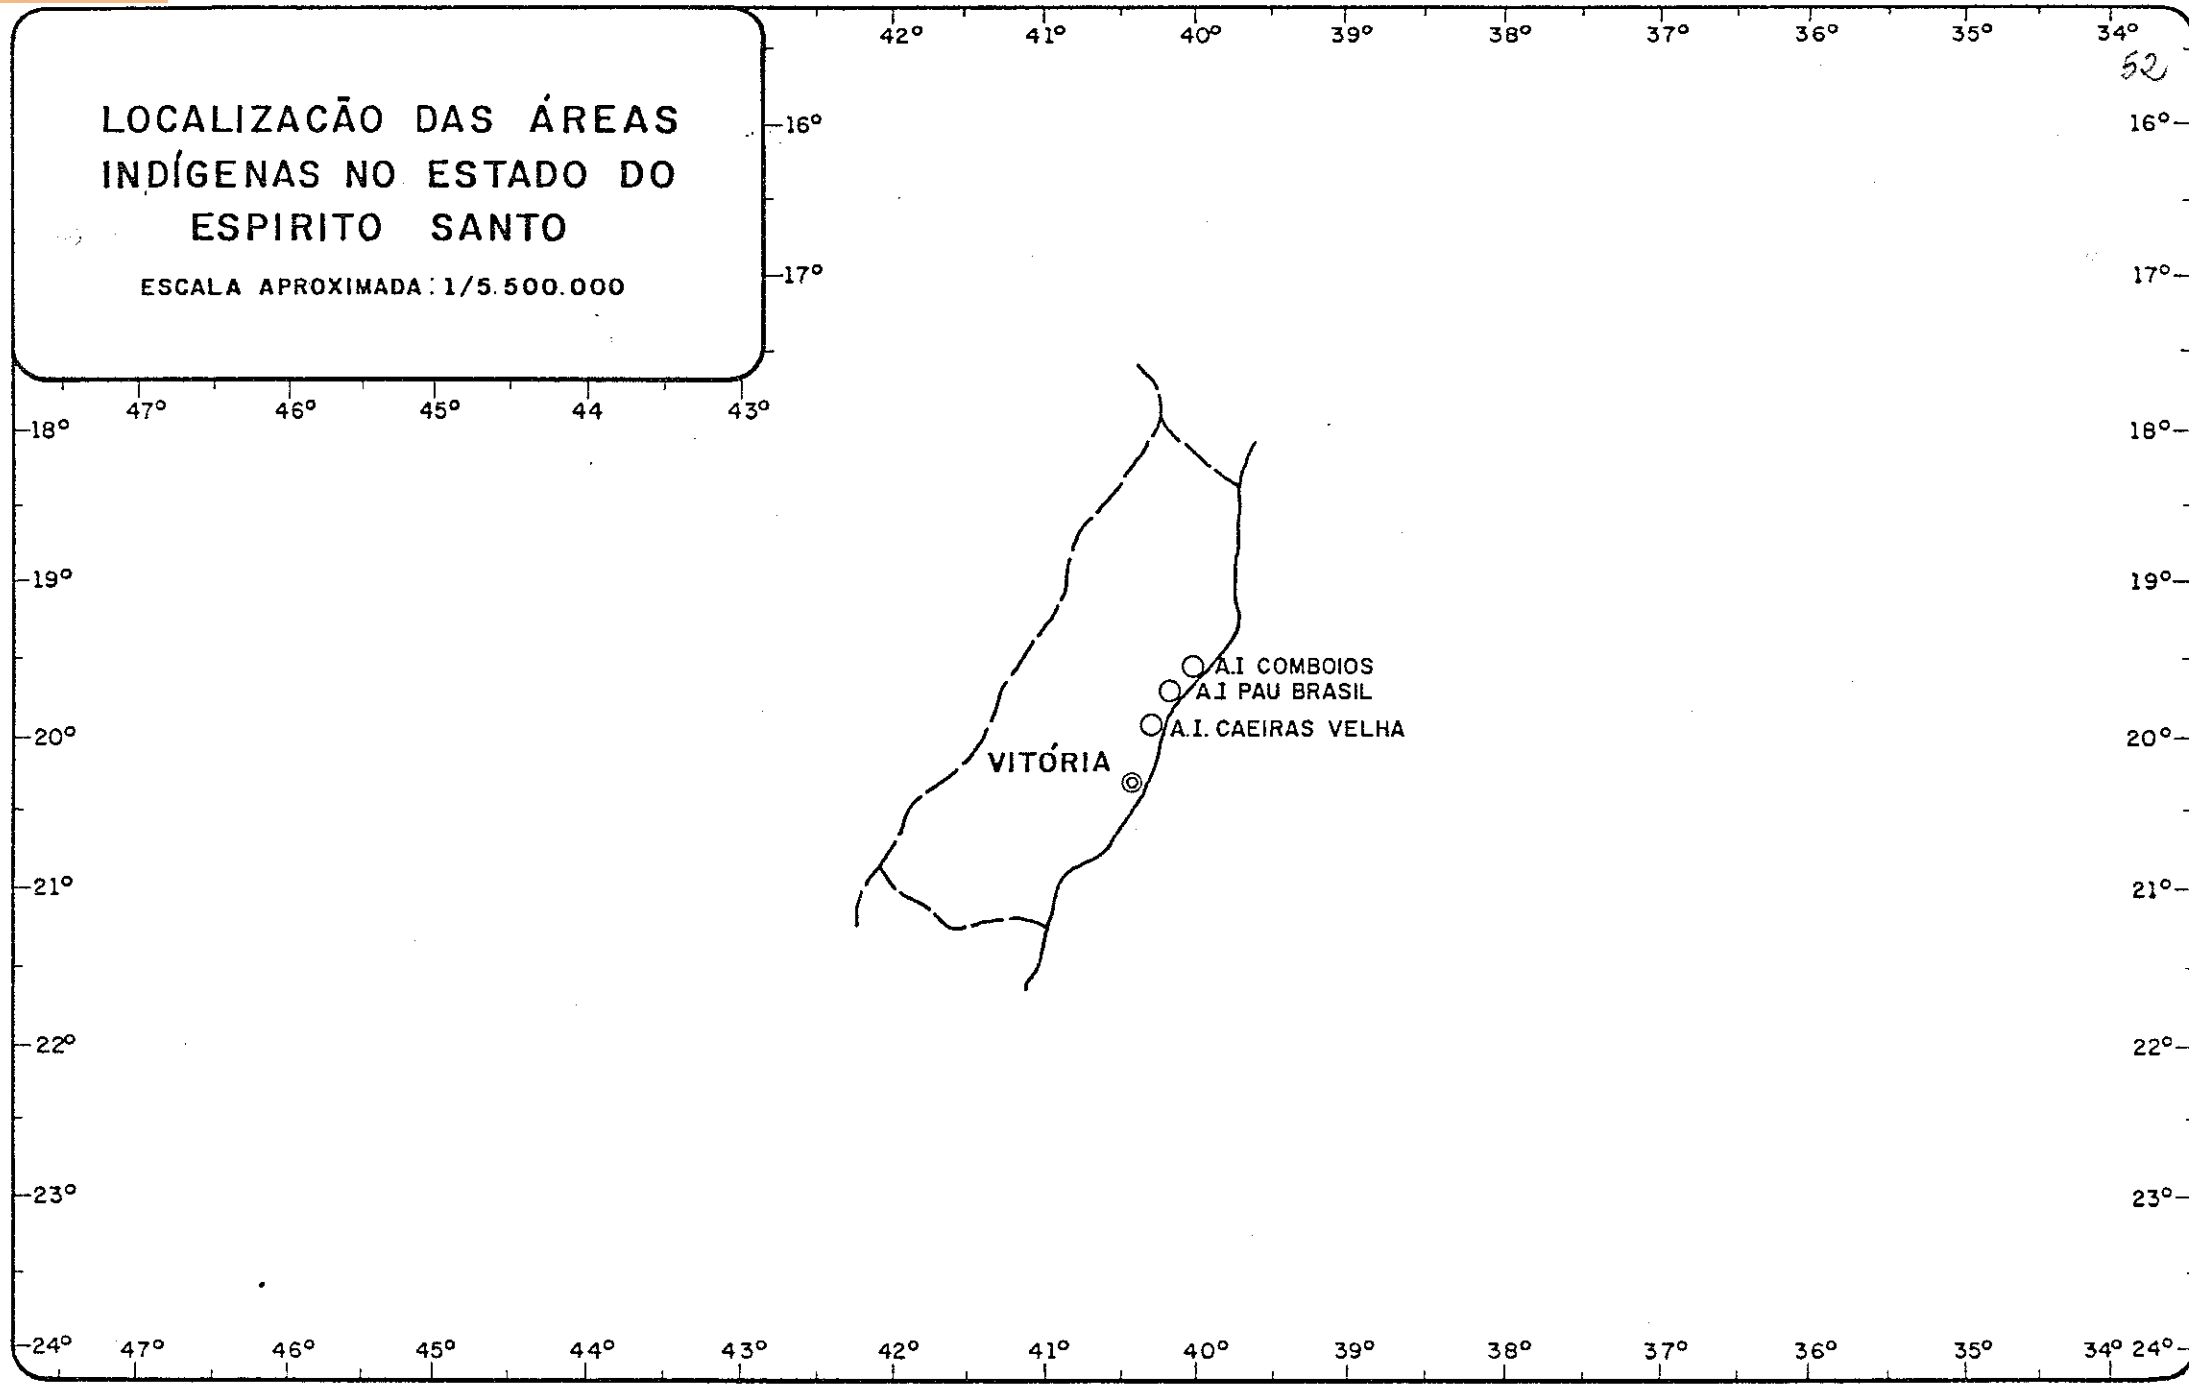 LOCALIZACÃO DAS ÁREAS
INDÍGENAS NO ESTADO DO
ESPIRITO SANTO
ESCALA APROXIMADA: 1/5.500.000
42° 41° 40° 39° 38° 37° 36° 35° 34°
52
16° 16°
17° 17°
47° 46° 45° 44 43°
18° 18°
19° 19°
A.I COMBOIOS
A.I PAU BRASIL
A.I. CAEIRAS VELHA
20° 20°
VITÓRIA
21° 21°
22° 22°
23° 23°
24° 47° 46° 45° 44° 43° 42° 41° 40° 39° 38° 37° 36° 35° 34° 24°